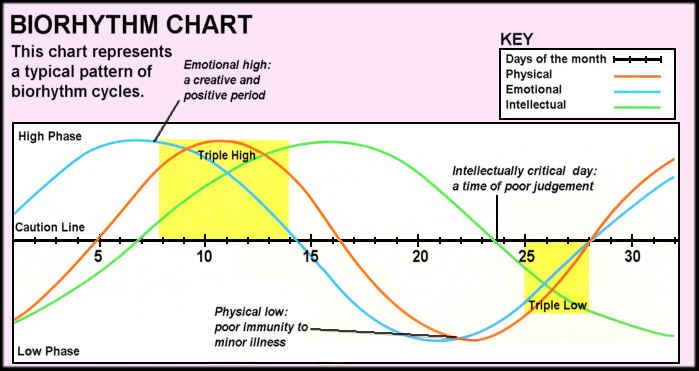 BIORHYTHM CHART
This chart represents
a typical pattern of
biorhythm cycles.
Emotional high:
a creative and
positive period
KEY
Days of the month
Physical
Emotional
Intellectual
High Phase
Triple High
Intellectually critical day:
a time of poor judgement
Caution Line
5 10 15 20 25 30
Triple Low
Physical low:
poor immunity to
minor illness
Low Phase